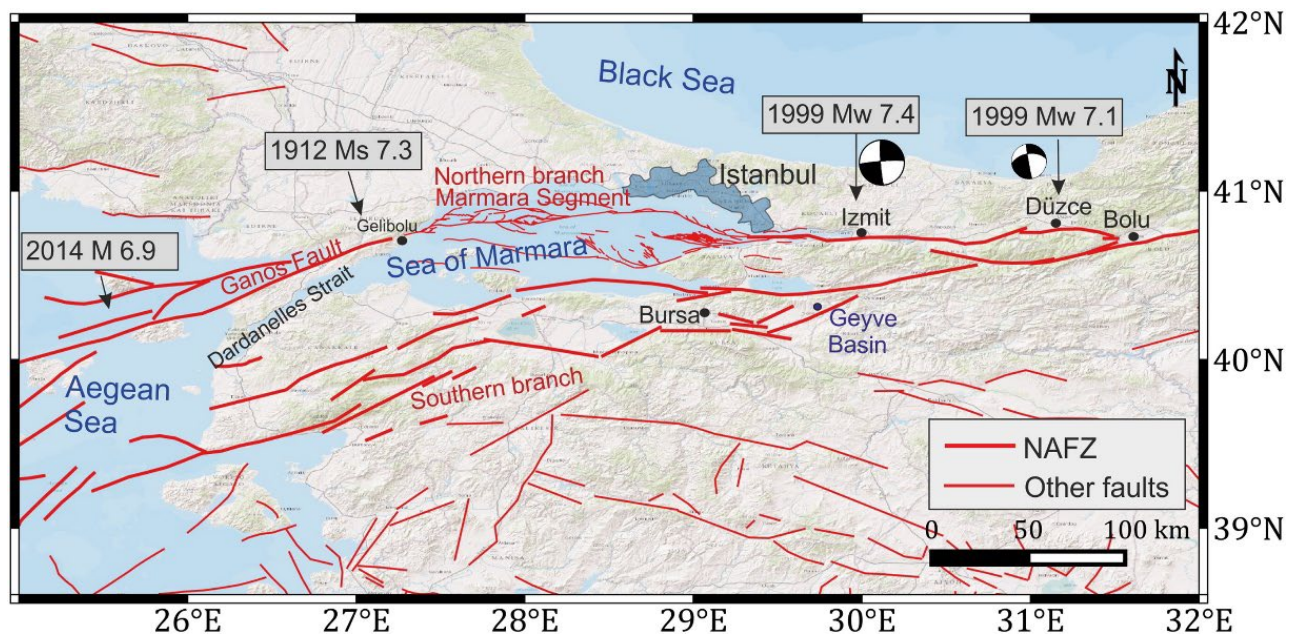 42°N
Black Sea
N
1999 Mw 7.4
1999 Mw 7.1
1912 Ms 7.3
Northern branch
Marmara Segment
Istanbul
41°N
Gelibolu
Izmit
Düzce
Bolu
2014 M 6.9
Ganos Fault
Sea of Marmara
Dardanelles Strait
Bursa
Geyve
Basin
40°N
Aegean
Sea
Southern branch
NAFZ
Other faults
0 50 100 km
39°N
26°E 27°E 28°E 29°E 30°E 31°E 32°E